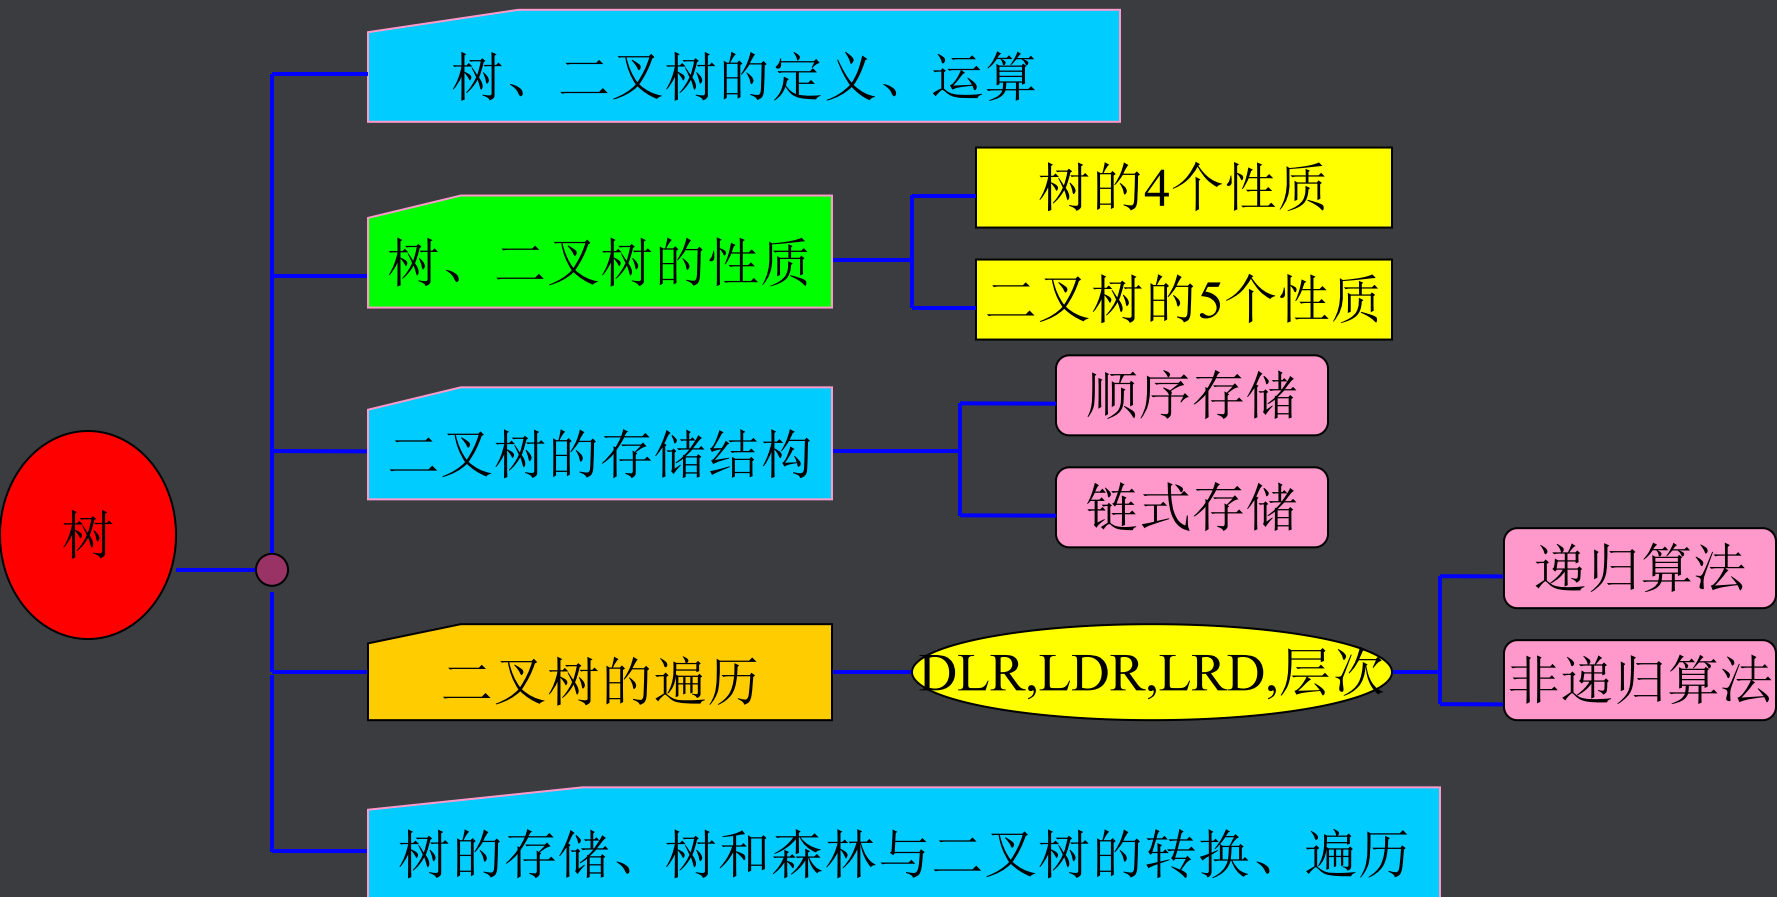 树、二叉树的定义、运算
树的4个性质
树、二叉树的性质
二叉树的5个性质
顺序存储
二叉树的存储结构
链式存储
树
递归算法
二叉树的遍历
DLR,LDR,LRD,层次
非递归算法
树的存储、树和森林与二叉树的转换、遍历